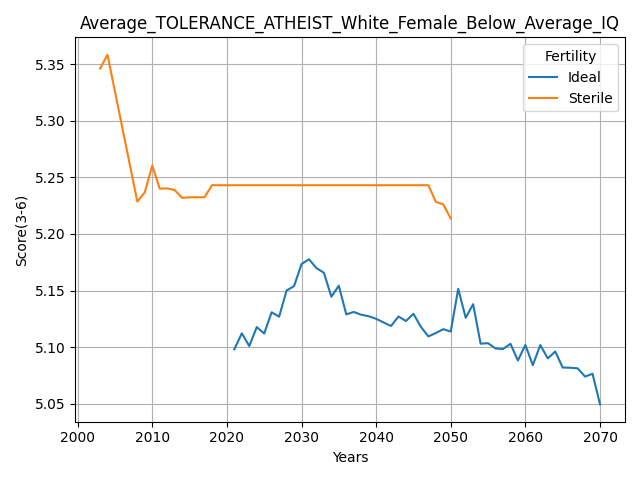 Average_TOLERANCE_ATHEIST_White_Female_Below_Average_IQ
Fertility
Ideal
Sterile
Score(3-6)
5.35
5.30
5.25
5.20
5.15
5.10
5.05
2000 2010 2020 2030 2040 2050 2060 2070
Years